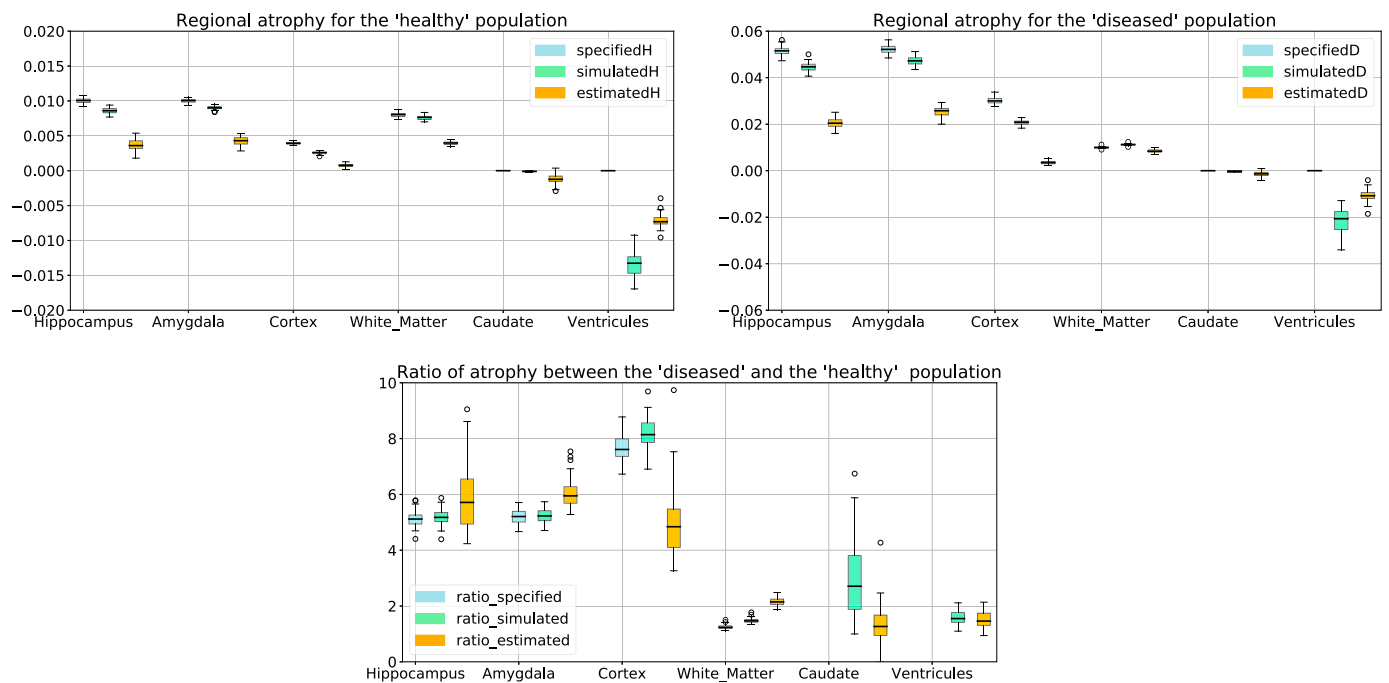 Regional atrophy for the 'healthy' population
0.020
0.015
0.010
0.005
0.000
−0.005
−0.010
−0.015
−0.020
specifiedH
simulatedH
estimatedH
Hippocampus Amygdala Cortex White_Matter Caudate Ventricules
Regional atrophy for the 'diseased' population
0.06
0.04
0.02
0.00
−0.02
−0.04
−0.06
specifiedD
simulatedD
estimatedD
Hippocampus Amygdala Cortex White_Matter Caudate Ventricules
Ratio of atrophy between the 'diseased' and the 'healthy' population
10
8
6
4
2
0
ratio_specified
ratio_simulated
ratio_estimated
Hippocampus Amygdala Cortex White_Matter Caudate Ventricules